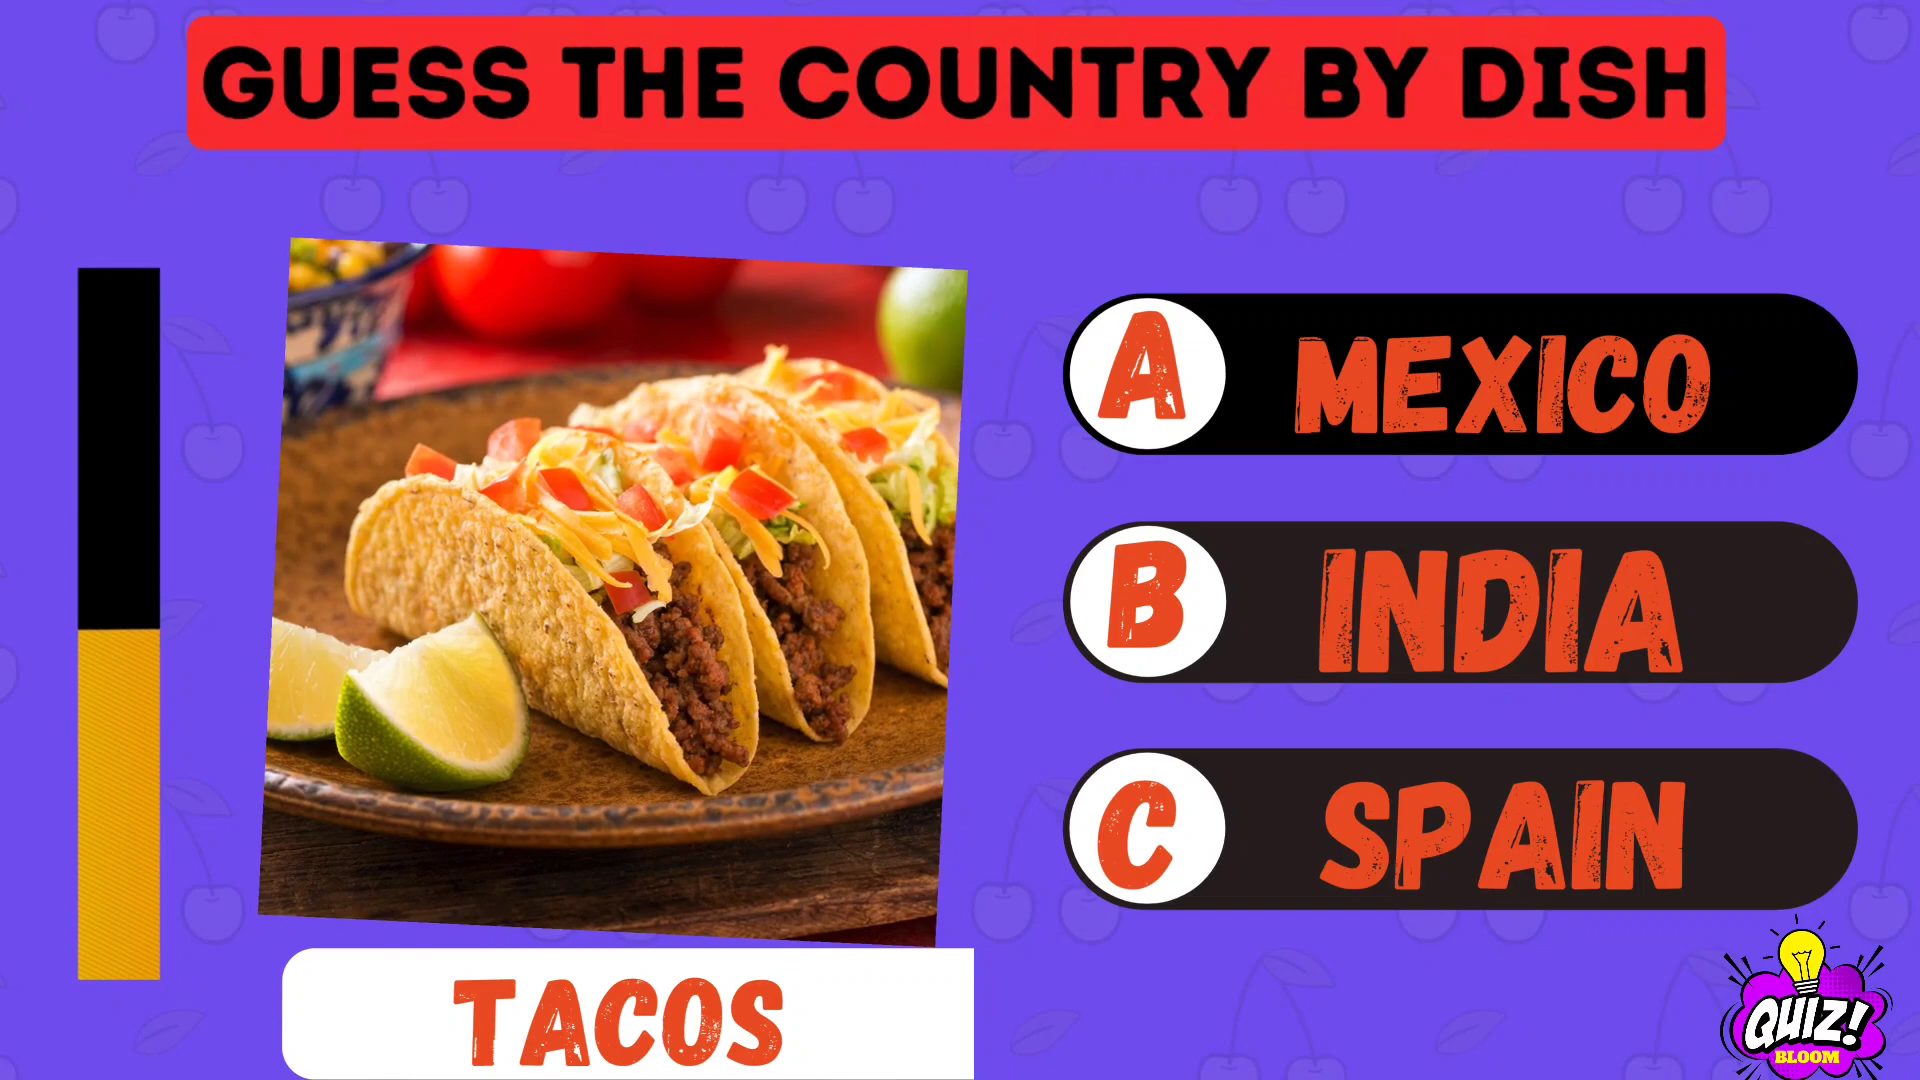 GUESS THE COUNTRY BY DISH
A MEXICO
B INDIA
C SPAIN
TACOS
QUIZ!
BLOOM